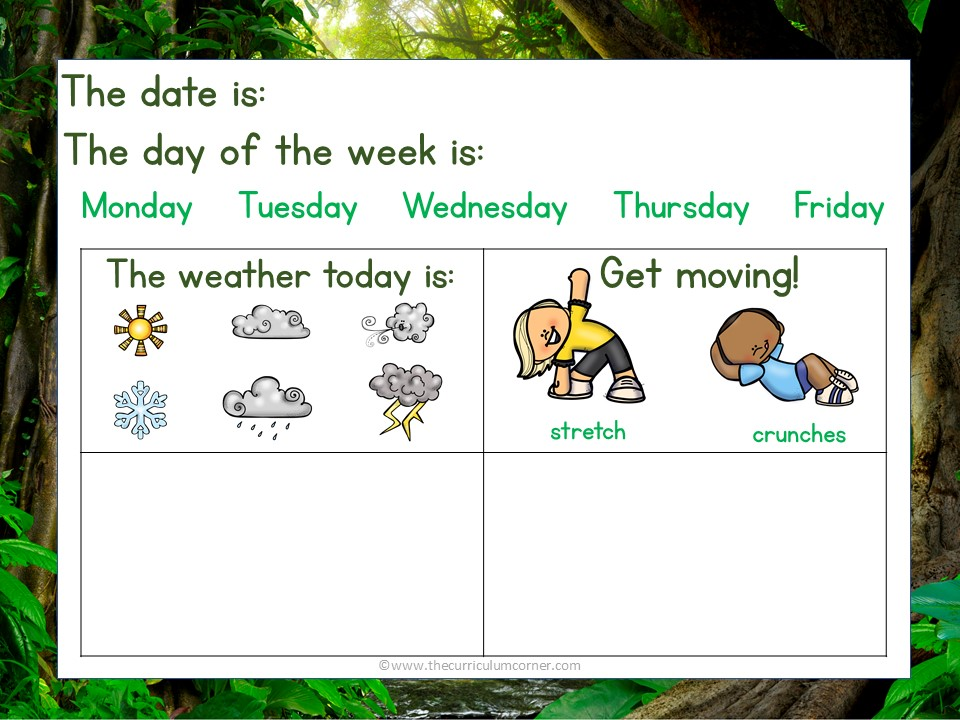 The date is:
The day of the week is:
Monday Tuesday Wednesday Thursday Friday
The weather today is:
Get moving!
stretch crunches
©www.thecurriculumcorner.com